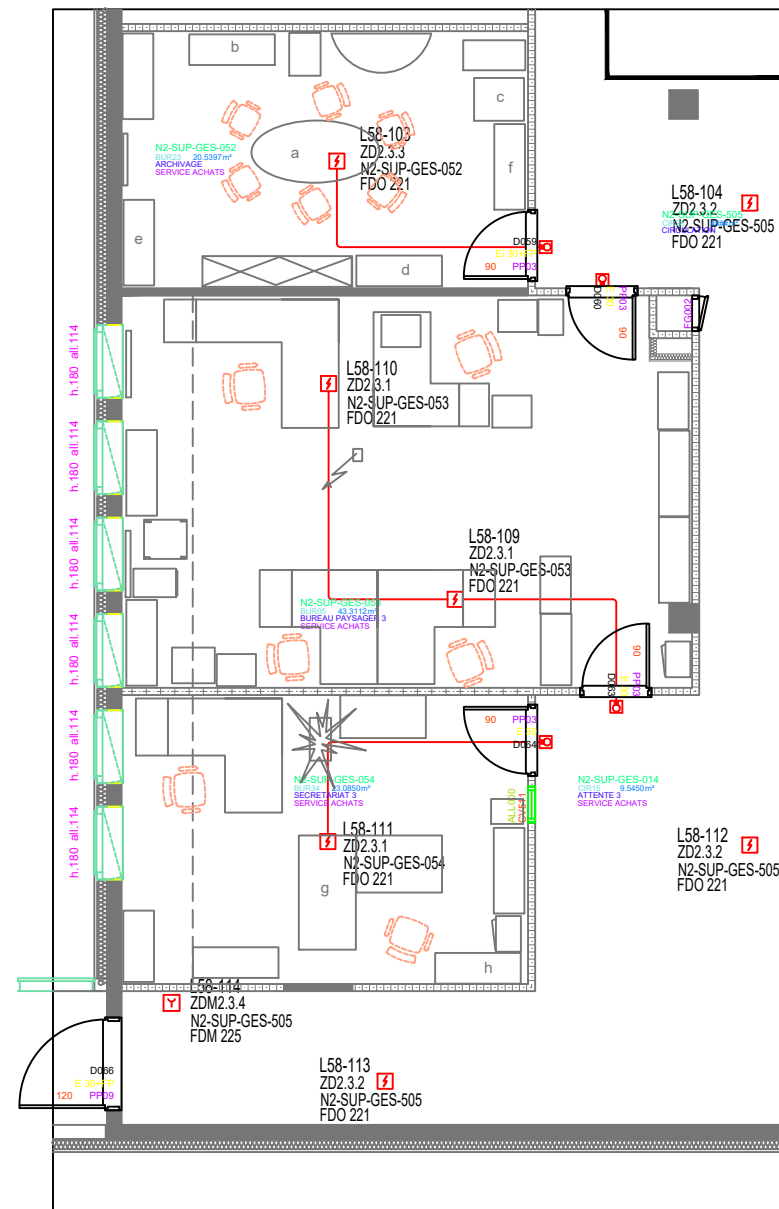 b
c
a
f
e
d
N2-SUP-GES-052
BUR23 20.5397m²
ARCHIVAGE
SERVICE ACHATS
L58-103
ZD2.3.3
N2-SUP-GES-052
FDO 221
D059
90 PP03
L58-104
ZD2.3.2
N2-SUP-GES-505
FDO 221
CIRCULATION
D060
PP03
90
FG002
h.180 all.114
h.180 all.114
h.180 all.114
h.180 all.114
h.180 all.114
h.180 all.114
L58-110
ZD2.3.1
N2-SUP-GES-053
FDO 221
L58-109
ZD2.3.1
N2-SUP-GES-053
FDO 221
N2-SUP-GES-053
BUR05 43.3112m²
BUREAU PAYSAGER 3
SERVICE ACHATS
90
D063
PP03
90 PP03
D064
N2-SUP-GES-054
BUR34 23.0850m²
SECRETARIAT 3
SERVICE ACHATS
N2-SUP-GES-014
CIR15 9.5450m²
ATTENTE 3
SERVICE ACHATS
L58-111
ZD2.3.1
N2-SUP-GES-054
FDO 221
g
h
L58-112
ZD2.3.2
N2-SUP-GES-505
FDO 221
L58-114
ZDM2.3.4
N2-SUP-GES-505
FDM 225
L58-113
ZD2.3.2
N2-SUP-GES-505
FDO 221
D066
120 PP09